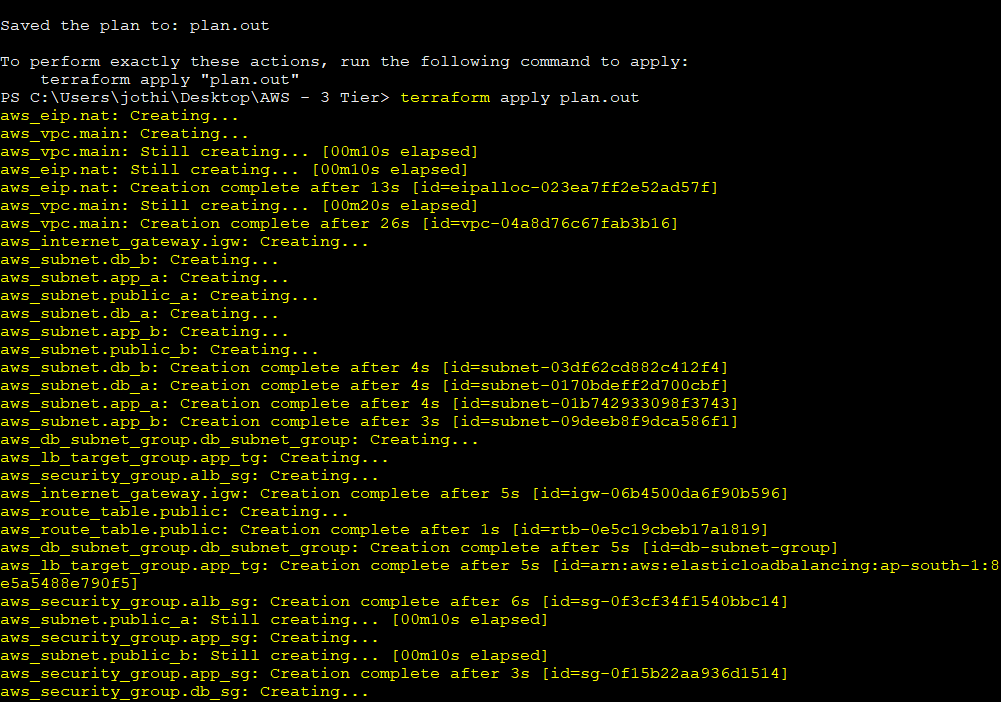 Saved the plan to: plan.out
To perform exactly these actions, run the following command to apply:
    terraform apply "plan.out"
PS C:\Users\jothi\Desktop\AWS - 3 Tier> terraform apply plan.out
aws_eip.nat: Creating...
aws_vpc.main: Creating...
aws_vpc.main: Still creating... [00m10s elapsed]
aws_eip.nat: Still creating... [00m10s elapsed]
aws_eip.nat: Creation complete after 13s [id=eipalloc-023ea7ff2e52ad57f]
aws_vpc.main: Still creating... [00m20s elapsed]
aws_vpc.main: Creation complete after 26s [id=vpc-04a8d76c67fab3b16]
aws_internet_gateway.igw: Creating...
aws_subnet.db_b: Creating...
aws_subnet.app_a: Creating...
aws_subnet.public_a: Creating...
aws_subnet.db_a: Creating...
aws_subnet.app_b: Creating...
aws_subnet.public_b: Creating...
aws_subnet.db_b: Creation complete after 4s [id=subnet-03df62cd882c412f4]
aws_subnet.db_a: Creation complete after 4s [id=subnet-0170bdeff2d700cbf]
aws_subnet.app_a: Creation complete after 4s [id=subnet-01b742933098f3743]
aws_subnet.app_b: Creation complete after 3s [id=subnet-09deeb8f9dca586f1]
aws_db_subnet_group.db_subnet_group: Creating...
aws_lb_target_group.app_tg: Creating...
aws_security_group.alb_sg: Creating...
aws_internet_gateway.igw: Creation complete after 5s [id=igw-06b4500da6f90b596]
aws_route_table.public: Creating...
aws_route_table.public: Creation complete after 1s [id=rtb-0e5c19cbeb17a1819]
aws_db_subnet_group.db_subnet_group: Creation complete after 5s [id=db-subnet-group]
aws_lb_target_group.app_tg: Creation complete after 5s [id=arn:aws:elasticloadbalancing:ap-south-1:8
e5a5488e790f5]
aws_security_group.alb_sg: Creation complete after 6s [id=sg-0f3cf34f1540bbc14]
aws_subnet.public_a: Still creating... [00m10s elapsed]
aws_security_group.app_sg: Creating...
aws_subnet.public_b: Still creating... [00m10s elapsed]
aws_security_group.app_sg: Creation complete after 3s [id=sg-0f15b22aa936d1514]
aws_security_group.db_sg: Creating...